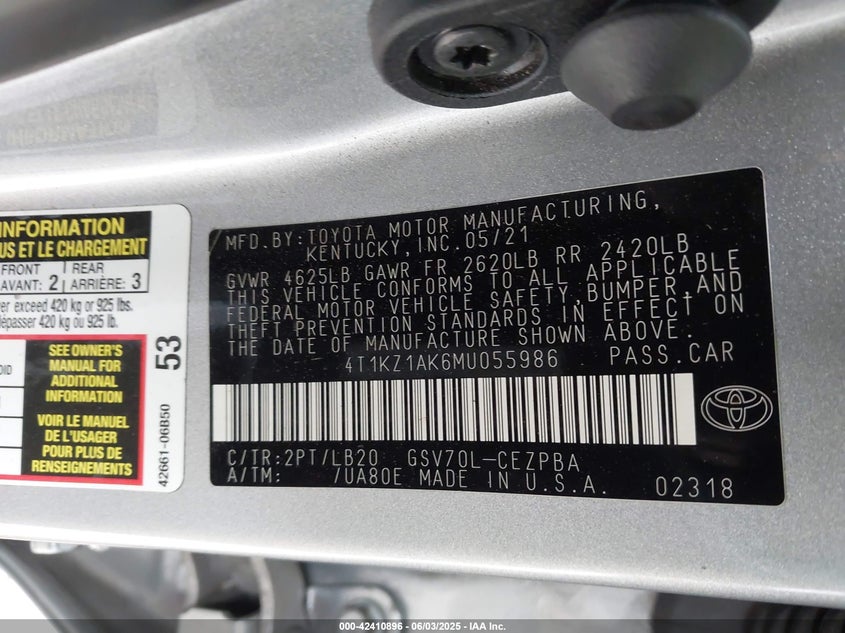 INFORMATION
US ET LE CHARGEMENT
FRONT
AVANT: 2
REAR
ARRIÈRE: 3
er exceed 420 kg or 925 lbs.
dépasser 420 kg ou 925 lb.
OID
SEE OWNER'S
MANUAL FOR
ADDITIONAL
INFORMATION
VOIR LE MANUEL
DE L'USAGER
POUR PLUS DE
RENSEIGNEMENTS
53
42661-06B50
MFD.BY:TOYOTA MOTOR MANUFACTURING,
KENTUCKY,INC.05/21
GVWR 4625LB GAWR FR 2620LB RR 2420LB
THIS VEHICLE CONFORMS TO ALL APPLICABLE
FEDERAL MOTOR VEHICLE SAFETY,BUMPER,AND
THEFT PREVENTION STANDARDS IN EFFECT ON
THE DATE OF MANUFACTURE SHOWN ABOVE.
4T1KZ1AK6MU055986 PASS.CAR
C/TR:2PT/LB20 GSV70L-CEZPBA
A/TM: /UA80E MADE IN U.S.A. 02318
000-42410896 - 06/03/2025 - IAA Inc.